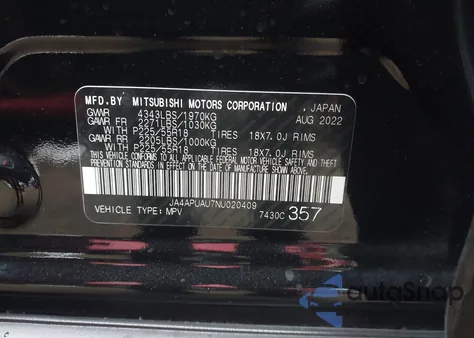 MFD.BY MITSUBISHI MOTORS CORPORATION , JAPAN
GVWR 4343LBS/1970KG AUG 2022
GAWR FR 2271LBS/1030KG
WITH P225/55R18 TIRES 18X7.0J RIMS
GAWR RR 2205LBS/1000KG
WITH P225/55R18 TIRES 18X7.0J RIMS
THIS VEHICLE CONFORMS TO ALL APPLICABLE FEDERAL MOTOR VEHICLE SAFETY, BUMPER, AND THEFT
PREVENTION STANDARDS IN EFFECT ON THE DATE OF MANUFACTURE SHOWN ABOVE.
JA4APUAU7NU020409
VEHICLE TYPE: MPV 7430C 357
autoShop